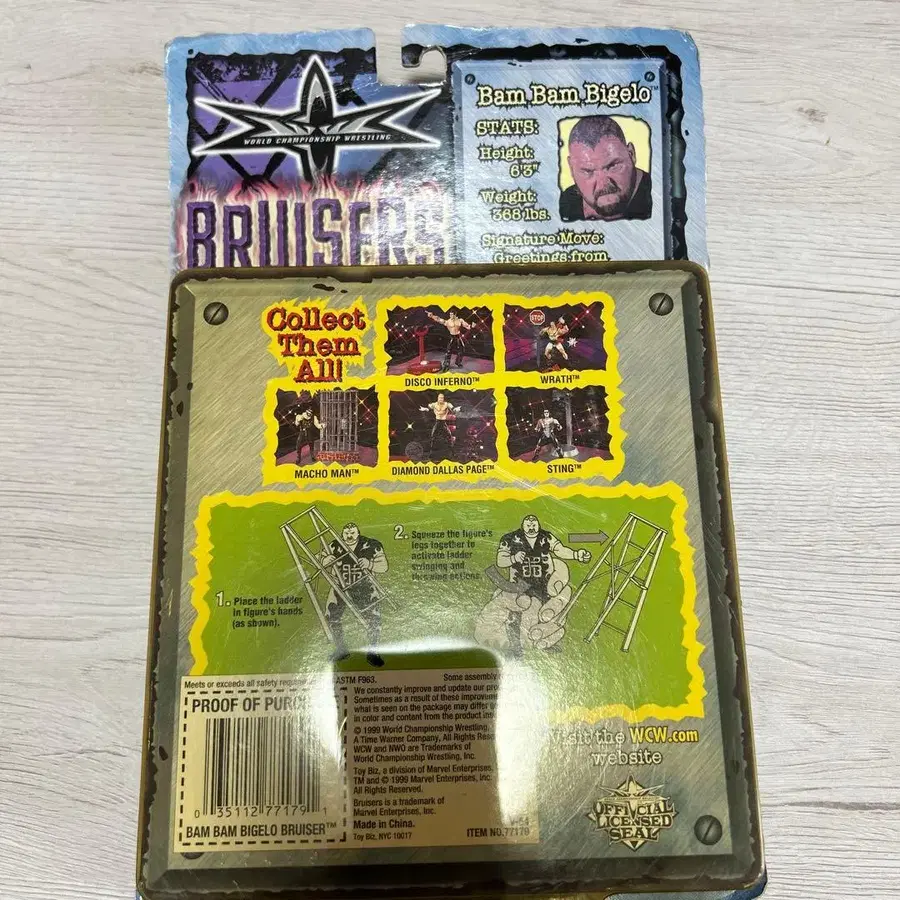 WORLD CHAMPIONSHIP WRESTLING
BRUISERS
Bam Bam Bigelo™
STATS:
Height:
6'3"
Weight:
368 lbs.
Signature Move:
Greetings from
Collect
Them
All!
DISCO INFERNO™
STOP
WRATH™
MACHO MAN™
DIAMOND DALLAS PAGE™
STING™
1. Place the ladder
in figure's hands
(as shown).
2. Squeeze the figure's
legs together to
activate ladder
swinging and
throwing actions.
Meets or exceeds all safety
ASTM F963.
Some assembly
PROOF OF
0 35112 77179 1
BAM BAM BIGELO BRUISER™
We constantly improve and update our
Sometimes as a result of these
what is seen on the package may
in color and content from the product
© 1999 World Championship Wrestling,
A Time Warner Company, All Rights
WCW and NWO are Trademarks of
World Championship Wrestling, Inc.
Toy Biz, a division of Marvel Enterprises,
TM and © 1999 Marvel Enterprises, Inc.
All Rights Reserved.
Bruisers is a trademark of
Marvel Enterprises, Inc.
Made in China.
Toy Biz, NYC 10017
ITEM NO.77179
Visit the WCW.com
website
OFFICIAL
LICENSED
SEAL